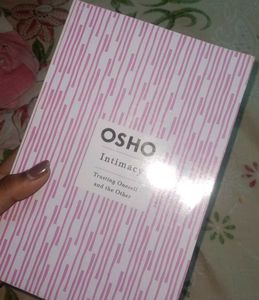 OSHO
Intimacy
Trusting Oneself
and the Other